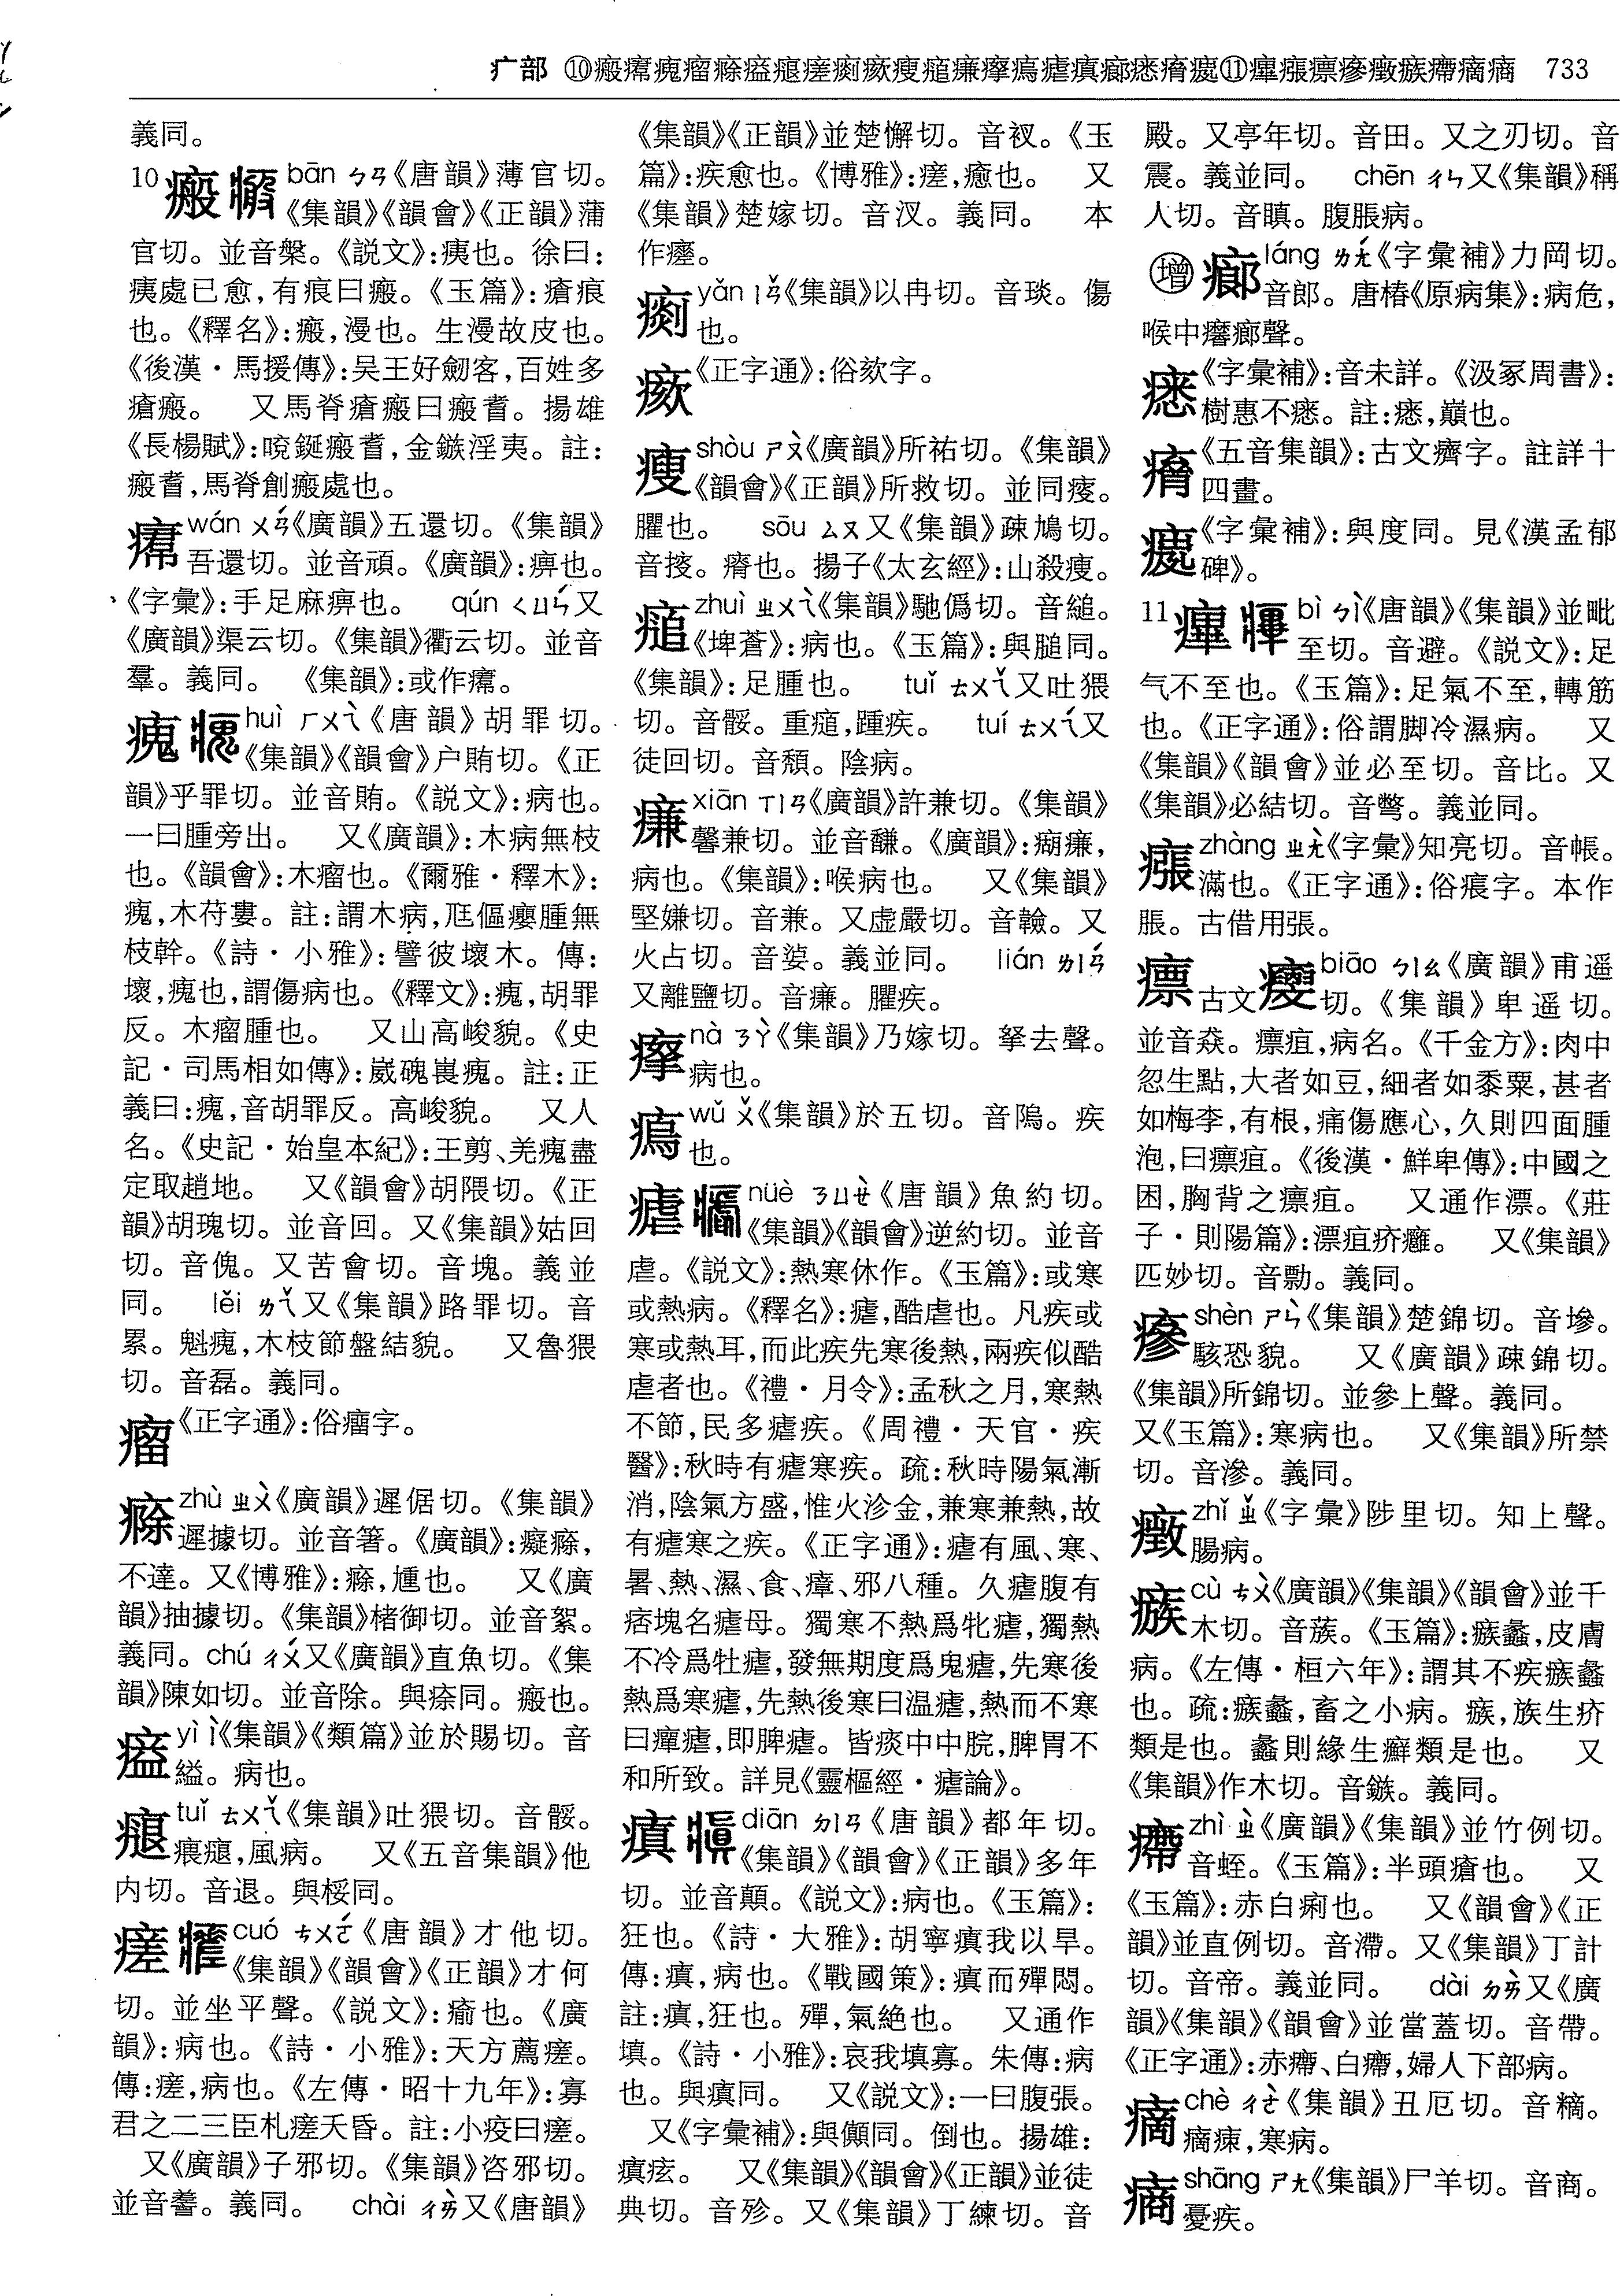 疒部 ⑩瘢瘽瘣瘤瘵瘱瘟瘥㾾瘚瘦膇㾾瘴瘧瘨瘯瘛⑪瘭瘮癥瘯㿃 733
義同。
10 瘢 bān ㄅㄢ《唐韻》薄官切。
《集韻》《韻會》《正韻》蒲
官切。並音槃。《説文》:痍也。徐曰:
痍處已愈,有痕曰瘢。《玉篇》:瘡痕
也。《釋名》:瘢,漫也。生漫故皮也。
《後漢·馬援傳》:吴王好劒客,百姓多
瘡瘢。 又馬脊瘡瘢曰瘢耆。揚雄
《長楊賦》:吮鋋瘢耆,金鏃淫夷。註:
瘢耆,馬脊創瘢處也。
wán ㄨㄢˊ《廣韻》五還切。《集韻》
吾還切。並音頑。《廣韻》:痹也。
《字彙》:手足麻痹也。 qún ㄑㄩㄣˊ又
《廣韻》渠云切。《集韻》衢云切。並音
羣。義同。 《集韻》:或作㿏。
瘣 huì ㄏㄨㄟˋ《唐韻》胡罪切。
《集韻》《韻會》户賄切。《正
韻》乎罪切。並音賄。《説文》:病也。
一曰腫旁出。 又《廣韻》:木病無枝
也。《韻會》:木瘤也。《爾雅·釋木》:
瘣,木苻婁。註:謂木病,尫傴癭腫無
枝幹。《詩·小雅》:譬彼壞木。傳:
壞,瘣也,謂傷病也。《釋文》:瘣,胡罪
反。木瘤腫也。 又山高峻貌。《史
記·司馬相如傳》:崴磈嵔瘣。註:正
義曰:瘣,音胡罪反。高峻貌。 又人
名。《史記·始皇本紀》:王剪、羌瘣盡
定取趙地。 又《韻會》胡隈切。《正
韻》胡瑰切。並音回。又《集韻》姑回
切。音傀。又苦會切。音塊。義並
同。 lěi ㄌㄟˇ又《集韻》路罪切。音
累。魁瘣,木枝節盤結貌。 又魯猥
切。音磊。義同。
瘤《正字通》:俗癅字。
zhù ㄓㄨˋ《廣韻》遲倨切。《集韻》
遲據切。並音箸。《廣韻》:癡㾻,
不達。又《博雅》:㾻,尰也。 又《廣
韻》抽據切。《集韻》楮御切。並音絮。
義同。chú ㄔㄨˊ又《廣韻》直魚切。《集
韻》陳如切。並音除。與瘵同。瘢也。
yì ㄧˋ《集韻》《類篇》並於賜切。音
縊。病也。
tuǐ ㄊㄨㄟˇ《集韻》吐猥切。音骽。
㾯㾼,風病。 又《五音集韻》他
内切。音退。與㾽同。
瘥 cuó ㄘㄨㄛˊ《唐韻》才他切。
《集韻》《韻會》《正韻》才何
切。並坐平聲。《説文》:瘉也。《廣
韻》:病也。《詩·小雅》:天方薦瘥。
傳:瘥,病也。《左傳·昭十九年》:寡
君之二三臣札瘥夭昏。註:小疫曰瘥。
又《廣韻》子邪切。《集韻》咨邪切。
並音謩。義同。 chài ㄔㄞˋ又《唐韻》
《集韻》《正韻》並楚懈切。音衩。《玉
篇》:疾愈也。《博雅》:瘥,癒也。 又
《集韻》楚嫁切。音汊。義同。 本
作㾽。
yǎn ㄧㄢˇ《集韻》以冉切。音琰。傷
也。
《正字通》:俗欬字。
瘦 shòu ㄕㄡˋ《廣韻》所祐切。《集韻》
《韻會》《正韻》所救切。並同㾪。
臞也。 sōu ㄙㄡ又《集韻》疎鳩切。
音搜。瘠也。揚子《太玄經》:山殺瘦。
zhuì ㄓㄨㄟˋ《集韻》馳僞切。音縋。
《埤蒼》:病也。《玉篇》:與膇同。
《集韻》:足腫也。 tuǐ ㄊㄨㄟˇ又吐猥
切。音骽。重㾽,踵疾。 tuí ㄊㄨㄟˊ又
徒回切。音頹。陰病。
㾾 xiān ㄒㄧㄢ《廣韻》許兼切。《集韻》
馨兼切。並音馦。《廣韻》:㾎㾾,
病也。《集韻》:喉病也。 又《集韻》
堅嫌切。音兼。又虚嚴切。音𩏩。又
火占切。音㛍。義並同。 lián ㄌㄧㄢˊ
又離鹽切。音廉。臞疾。
nà ㄋㄚˋ《集韻》乃嫁切。拏去聲。
病也。
wǔ ㄨˇ《集韻》於五切。音隖。疾
也。
瘧 nüè ㄋㄩㄝˋ《唐韻》魚約切。
《集韻》《韻會》逆約切。並音
虐。《説文》:熱寒休作。《玉篇》:或寒
或熱病。《釋名》:瘧,酷虐也。凡疾或
寒或熱耳,而此疾先寒後熱,兩疾似酷
虐者也。《禮·月令》:孟秋之月,寒熱
不節,民多瘧疾。《周禮·天官·疾
醫》:秋時有瘧寒疾。疏:秋時陽氣漸
消,陰氣方盛,惟火沴金,兼寒兼熱,故
有瘧寒之疾。《正字通》:瘧有風、寒、
暑、熱、濕、食、瘴、邪八種。久瘧腹有
痞塊名瘧母。獨寒不熱爲牝瘧,獨熱
不冷爲牡瘧,發無期度爲鬼瘧,先寒後
熱爲寒瘧,先熱後寒曰温瘧,熱而不寒
曰癉瘧,即脾瘧。皆痰中中脘,脾胃不
和所致。詳見《靈樞經·瘧論》。
瘨 diān ㄉㄧㄢ《唐韻》都年切。
《集韻》《韻會》《正韻》多年
切。並音顛。《説文》:病也。《玉篇》:
狂也。《詩·大雅》:胡寧瘨我以旱。
傳:瘨,病也。《戰國策》:瘨而殫悶。
註:瘨,狂也。殫,氣絶也。 又通作
填。《詩·小雅》:哀我填寡。朱傳:病
也。與瘨同。 又《説文》:一曰腹張。
又《字彙補》:與傎同。倒也。揚雄:
瘨痃。 又《集韻》《韻會》《正韻》並徒
典切。音殄。又《集韻》丁練切。音
殿。又亭年切。音田。又之刃切。音
震。義並同。 chēn ㄔㄣ又《集韻》稱
人切。音瞋。腹脹病。
增 láng ㄌㄤˊ《字彙補》力岡切。
音郎。唐椿《原病集》:病危,
喉中聲。
《字彙補》:音未詳。《汲冢周書》:
樹惠不瘱。註:瘱,巔也。
《五音集韻》:古文癠字。註詳十
四畫。
《字彙補》:與度同。見《漢孟郁
碑》。
11 bì ㄅㄧˋ《唐韻》《集韻》並毗
至切。音避。《説文》:足
气不至也。《玉篇》:足氣不至,轉筋
也。《正字通》:俗謂脚冷濕病。 又
《集韻》《韻會》並必至切。音比。又
《集韻》必結切。音彆。義並同。
zhàng ㄓㄤˋ《字彙》知亮切。音帳。
滿也。《正字通》:俗痮字。本作
脹。古借用張。
瘭 古文 biāo ㄅㄧㄠ《廣韻》甫遥
切。《集韻》卑遥切。
並音猋。瘭疽,病名。《千金方》:肉中
忽生點,大者如豆,細者如黍粟,甚者
如梅李,有根,痛傷應心,久則四面腫
泡,曰瘭疽。《後漢·鮮卑傳》:中國之
困,胸背之瘭疽。 又通作漂。《莊
子·則陽篇》:漂疽疥癰。 又《集韻》
匹妙切。音勡。義同。
瘮 shèn ㄕㄣˋ《集韻》楚錦切。音墋。
駭恐貌。 又《廣韻》疎錦切。
《集韻》所錦切。並參上聲。義同。
又《玉篇》:寒病也。 又《集韻》所禁
切。音滲。義同。
zhǐ ㄓˇ《字彙》陟里切。知上聲。
腸病。
瘯 cù ㄘㄨˋ《廣韻》《集韻》《韻會》並千
木切。音蔟。《玉篇》:瘯蠡,皮膚
病。《左傳·桓六年》:謂其不疾瘯蠡
也。疏:瘯蠡,畜之小病。瘯,族生疥
類是也。蠡則緣生癬類是也。 又
《集韻》作木切。音鏃。義同。
㿃 zhì ㄓˋ《廣韻》《集韻》並竹例切。
音蛭。《玉篇》:半頭瘡也。 又
《玉篇》:赤白痢也。 又《韻會》《正
韻》並直例切。音滯。又《集韻》丁計
切。音帝。義並同。 dài ㄉㄞˋ又《廣
韻》《集韻》《韻會》並當蓋切。音帶。
《正字通》:赤㿃、白㿃,婦人下部病。
chè ㄔㄜˋ《集韻》丑厄切。音
寒病。
shāng ㄕㄤ《集韻》尸羊切。音商。
憂疾。